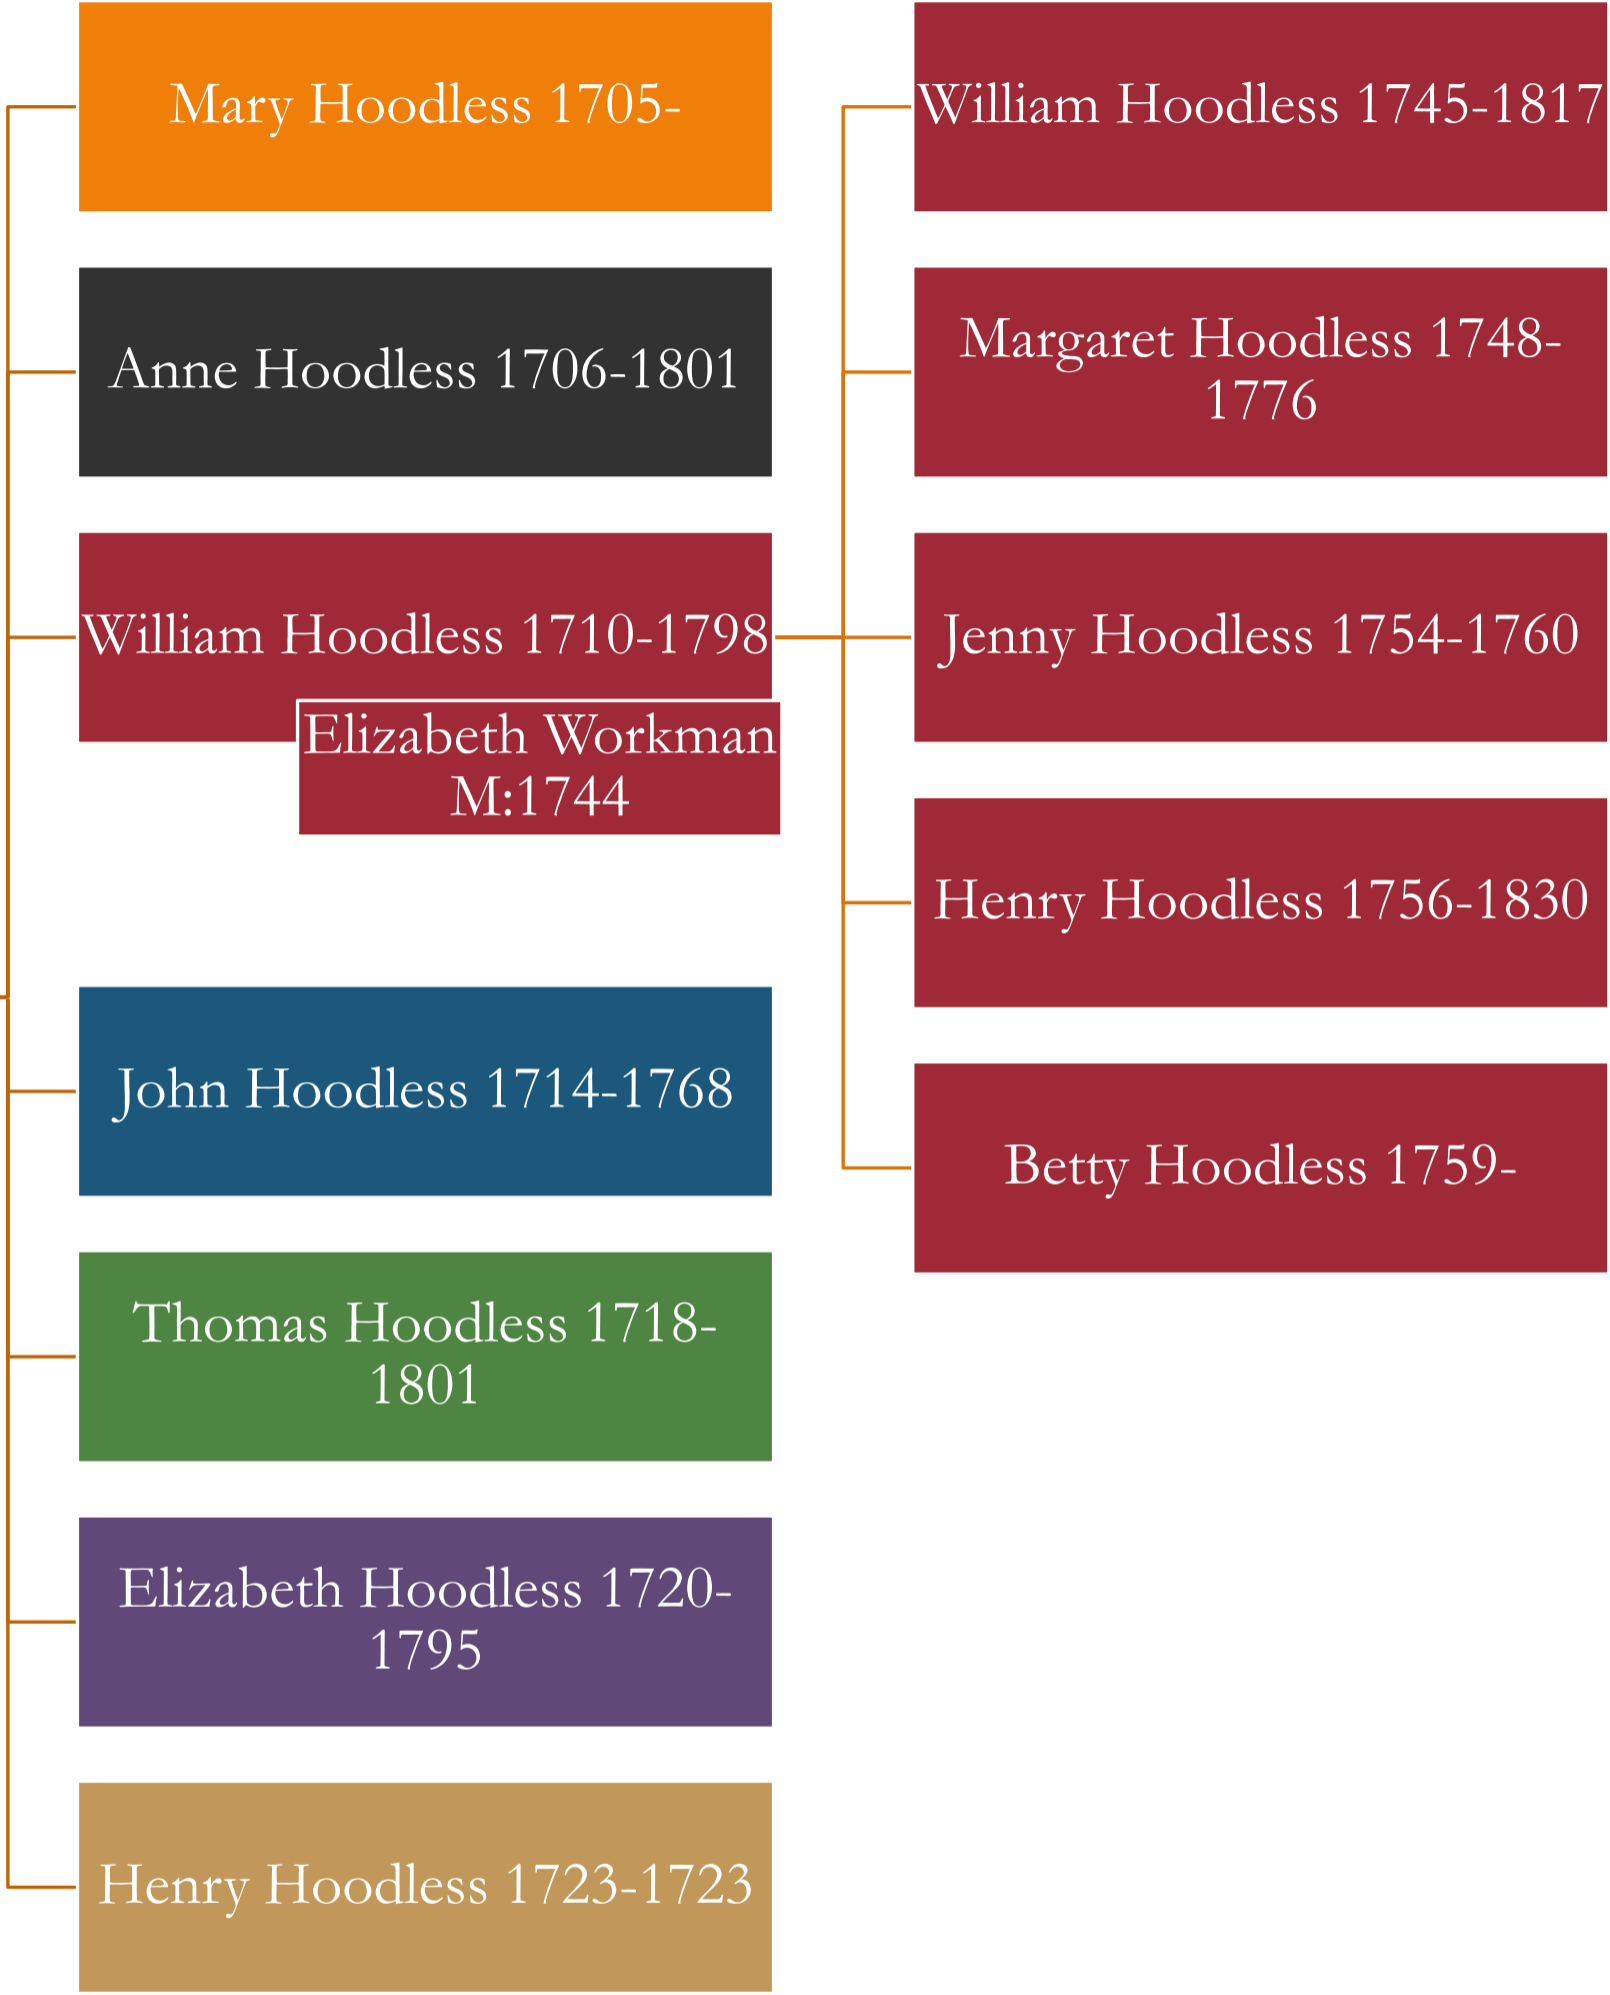 Mary Hoodless 1705-
Anne Hoodless 1706-1801
William Hoodless 1710-1798
Elizabeth Workman
M:1744
John Hoodless 1714-1768
Thomas Hoodless 1718-
1801
Elizabeth Hoodless 1720-
1795
Henry Hoodless 1723-1723
William Hoodless 1745-1817
Margaret Hoodless 1748-
1776
Jenny Hoodless 1754-1760
Henry Hoodless 1756-1830
Betty Hoodless 1759-